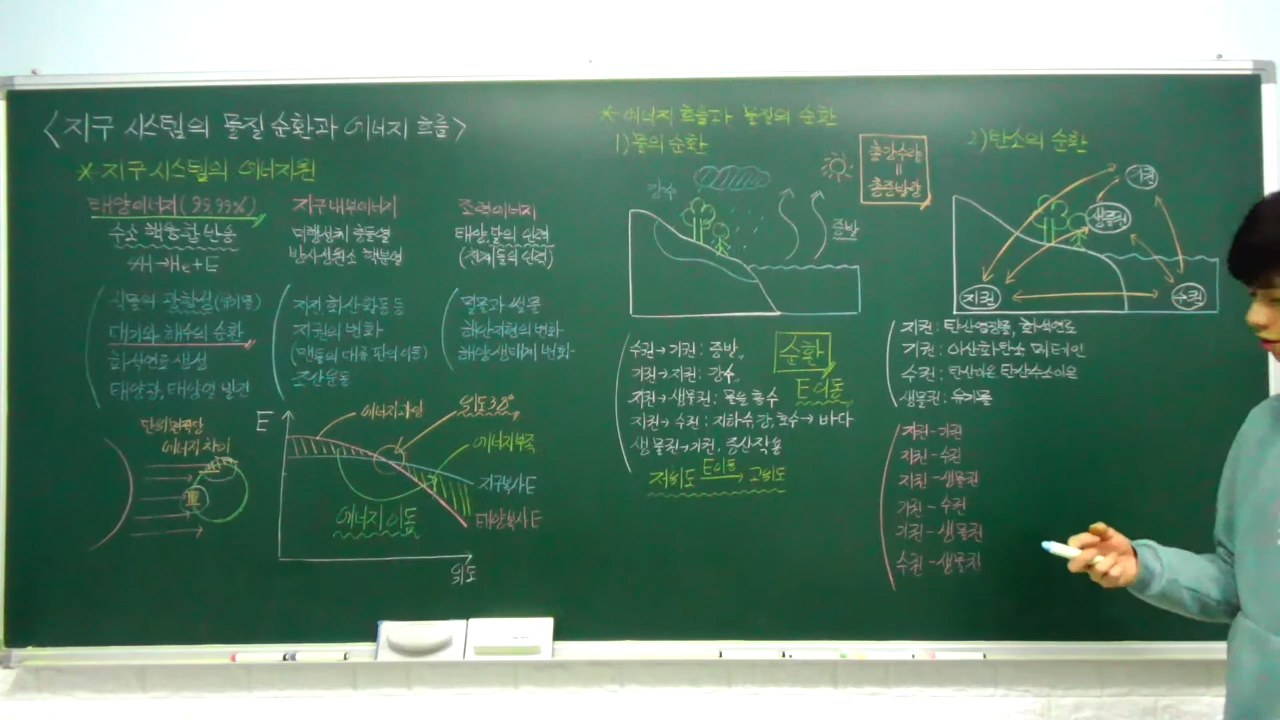 <지구 시스템의 물질 순환과 에너지 흐름>
* 지구 시스템의 에너지원
태양에너지(99.99%)
수소 핵융합 반응
4H→He+E
식물의 광합성(유기물)
대기와 해수의 순환
화석연료 생성
태양광, 태양열 발전
지구내부에너지
미행성체 충돌열
방사성원소 핵분열
지진 화산 활동 등
지권의 변화
(맨틀의 대류 판의 이동)
조산운동
조력에너지
태양, 달의 인력
(천체들의 인력)
밀물과 썰물
해안지형의 변화
해양생태계 변화
단위면적당
에너지 차이
E
에너지과잉
위도38°
에너지부족
지구복사E
태양복사E
에너지 이동
위도
* 에너지 흐름과 물질의 순환
1) 물의 순환
강수
증발
총강수량
=
총증발량
수권→기권 : 증발
기권→지권 : 강수
지권→생물권 : 물을 흡수
지권→수권 : 지하수, 강, 호수→바다
생물권→기권, 증산작용
순환
E이동
저위도 E이동→ 고위도
2) 탄소의 순환
기권
생물권
지권
수권
지권 : 탄산염광물, 화석연료
기권 : 이산화탄소 메테인
수권 : 탄산이온 탄산수소이온
생물권 : 유기물
지권-기권
지권-수권
지권-생물권
기권-수권
기권-생물권
수권-생물권